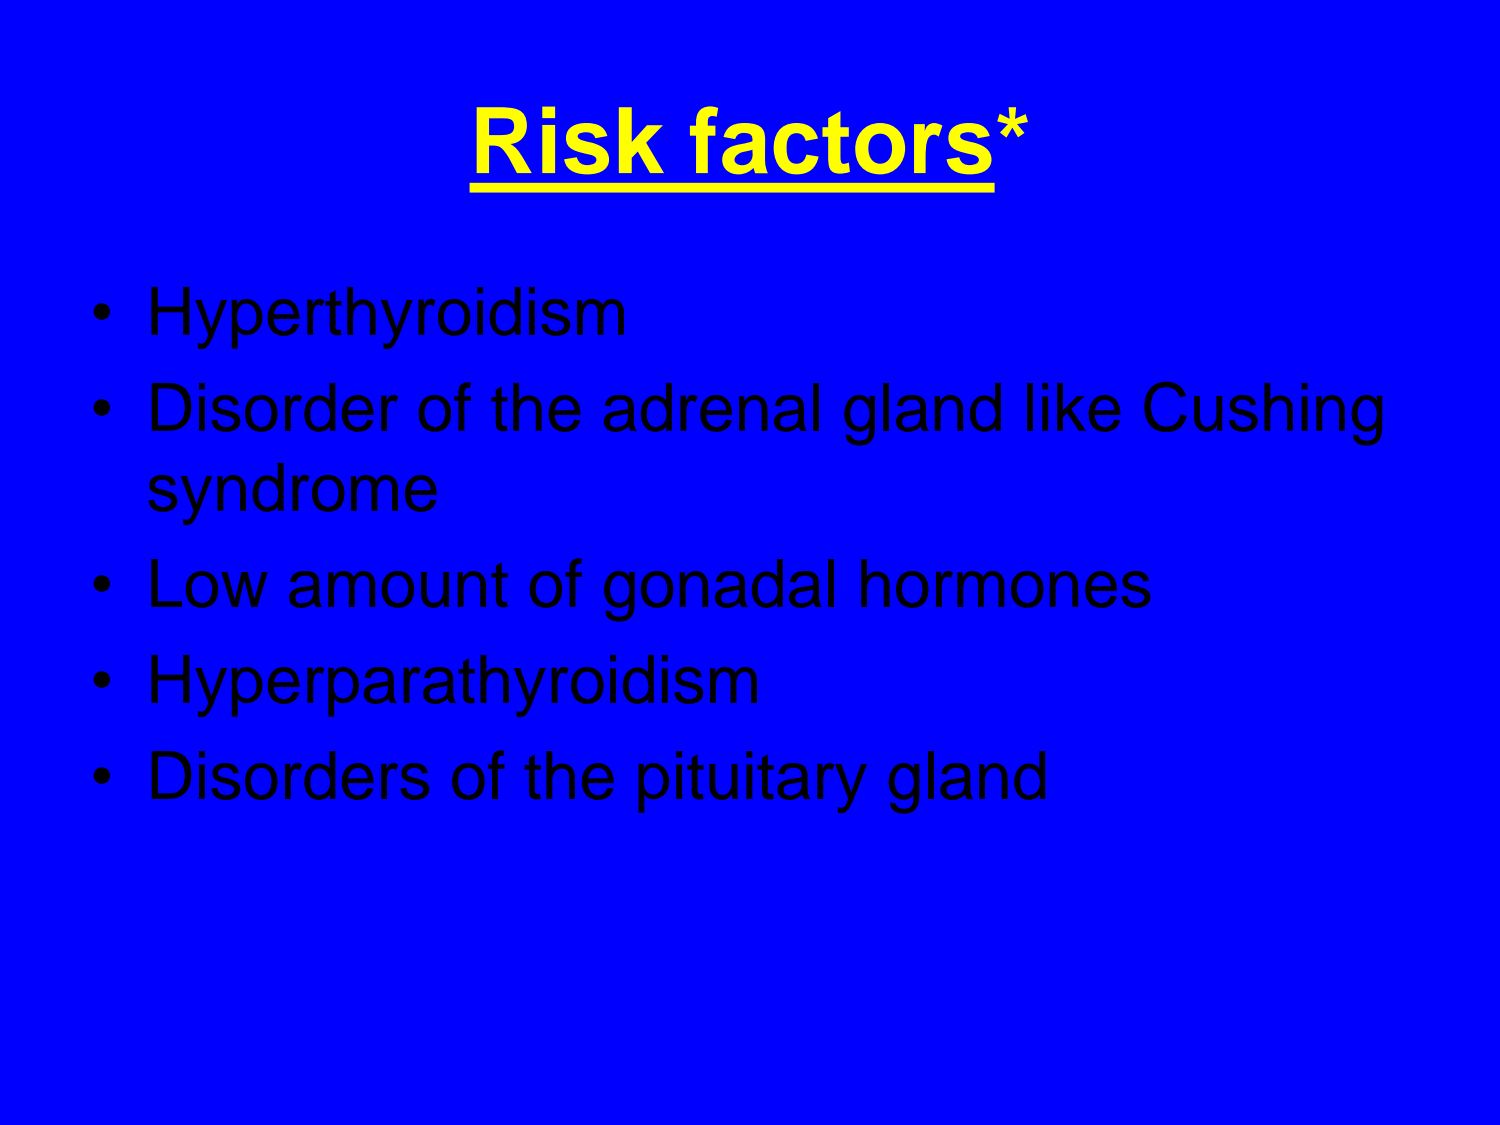 Risk factors*
• Hyperthyroidism
• Disorder of the adrenal gland like Cushing
syndrome
• Low amount of gonadal hormones
• Hyperparathyroidism
• Disorders of the pituitary gland